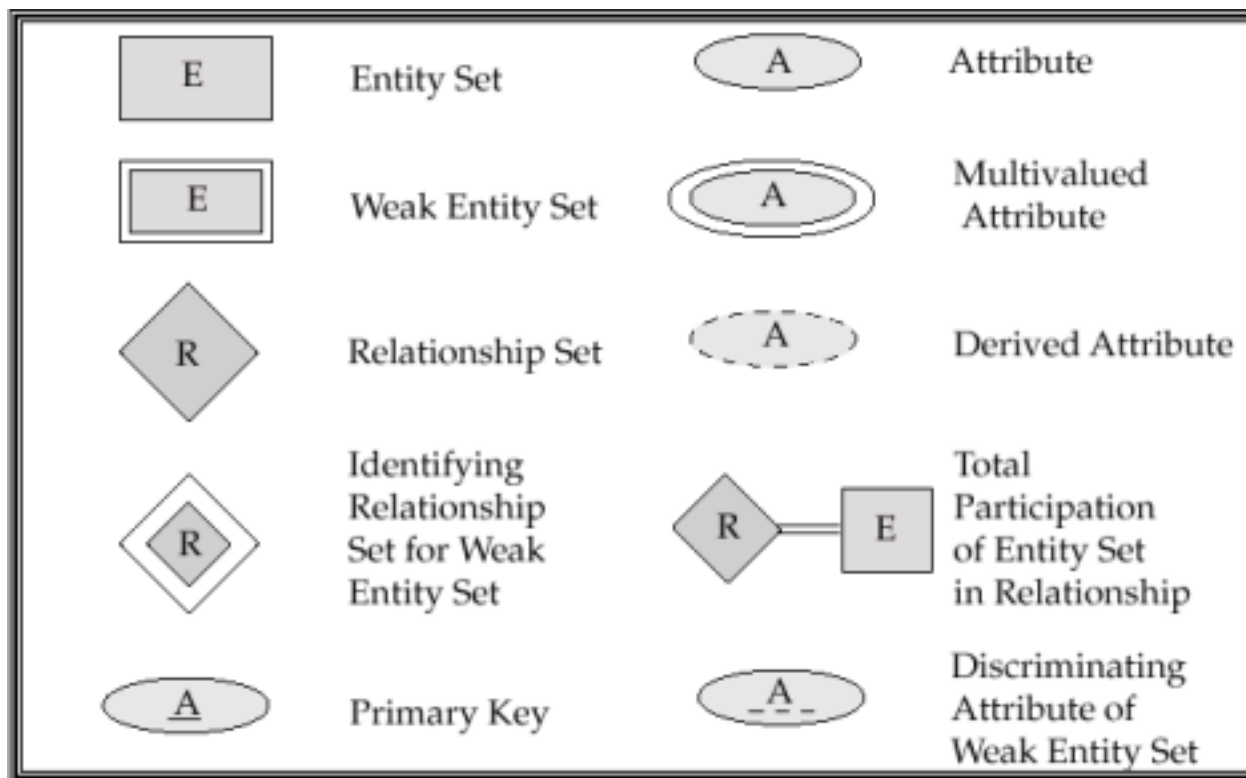 E
Entity Set
A
Attribute
E
Weak Entity Set
A
Multivalued
Attribute
R
Relationship Set
A
Derived Attribute
R
Identifying
Relationship
Set for Weak
Entity Set
R
E
Total
Participation
of Entity Set
in Relationship
A
Primary Key
A
Discriminating
Attribute of
Weak Entity Set